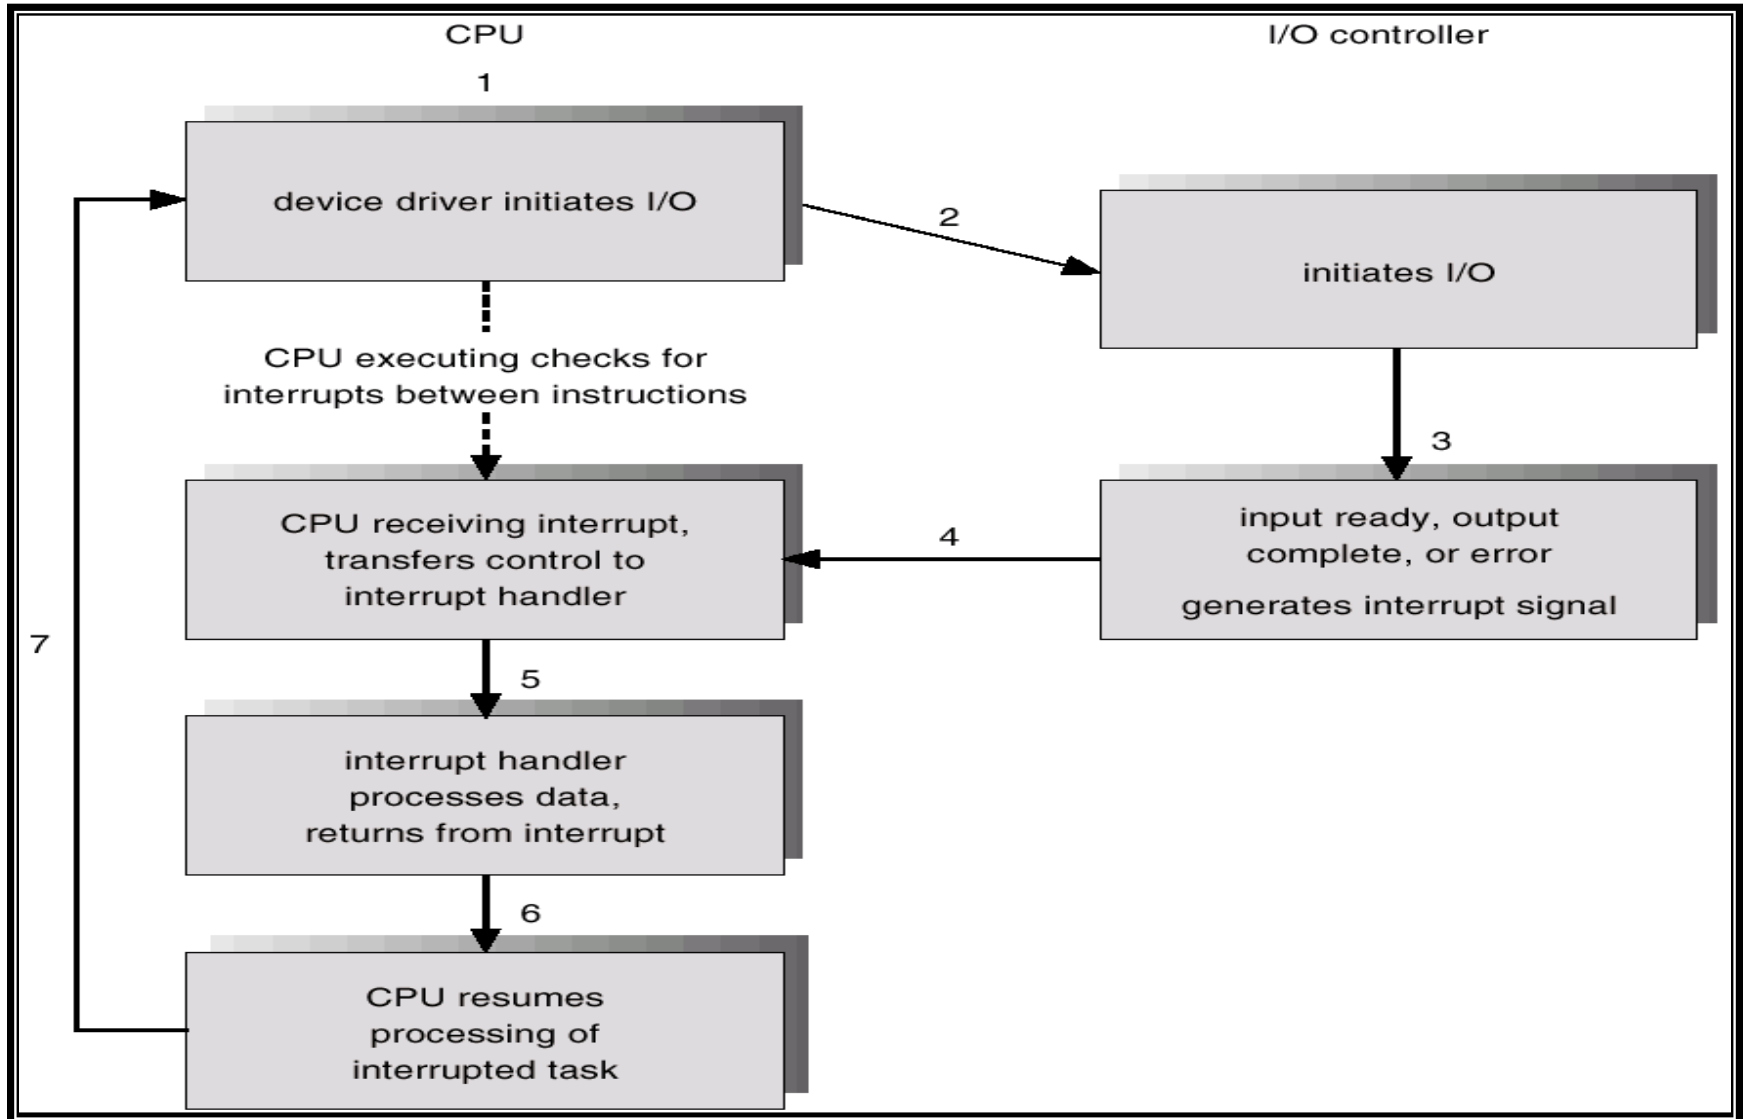 CPU
I/O controller
1
device driver initiates I/O
2
initiates I/O
CPU executing checks for
interrupts between instructions
3
CPU receiving interrupt,
transfers control to
interrupt handler
4
input ready, output
complete, or error
generates interrupt signal
7
5
interrupt handler
processes data,
returns from interrupt
6
CPU resumes
processing of
interrupted task